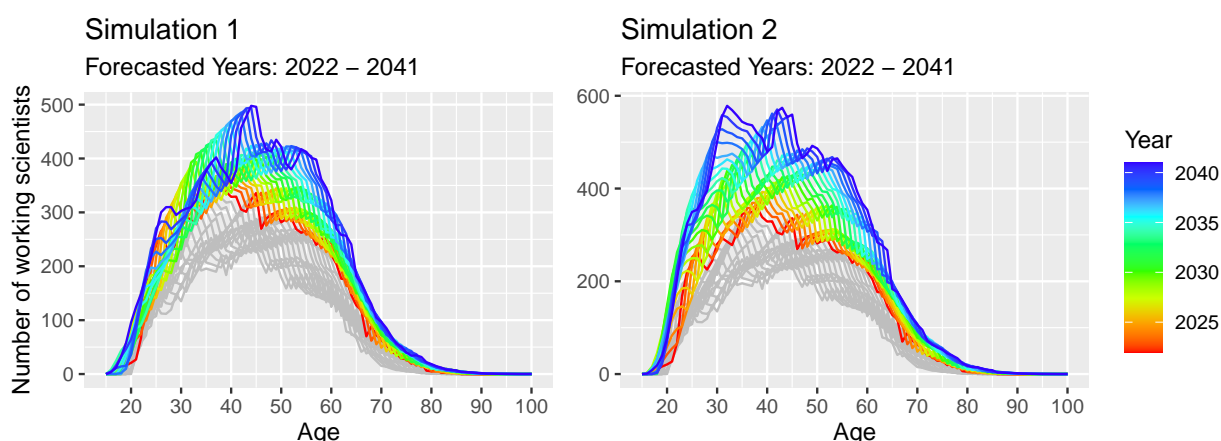 Simulation 1
Forecasted Years: 2022 – 2041
Number of working scientists
500
400
300
200
100
0
20 30 40 50 60 70 80 90 100
Age
Simulation 2
Forecasted Years: 2022 – 2041
600
400
200
0
20 30 40 50 60 70 80 90 100
Age
Year
2040
2035
2030
2025